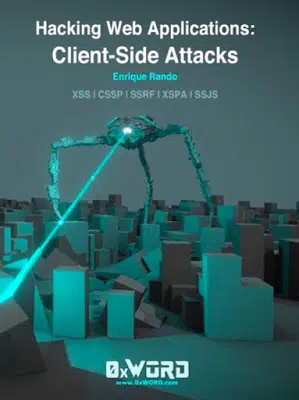 Hacking Web Applications:
Client-Side Attacks
Enrique Rando
XSS | CSSP | SSRF | XSPA | SSJS
0xWORD
www.0xWORD.com